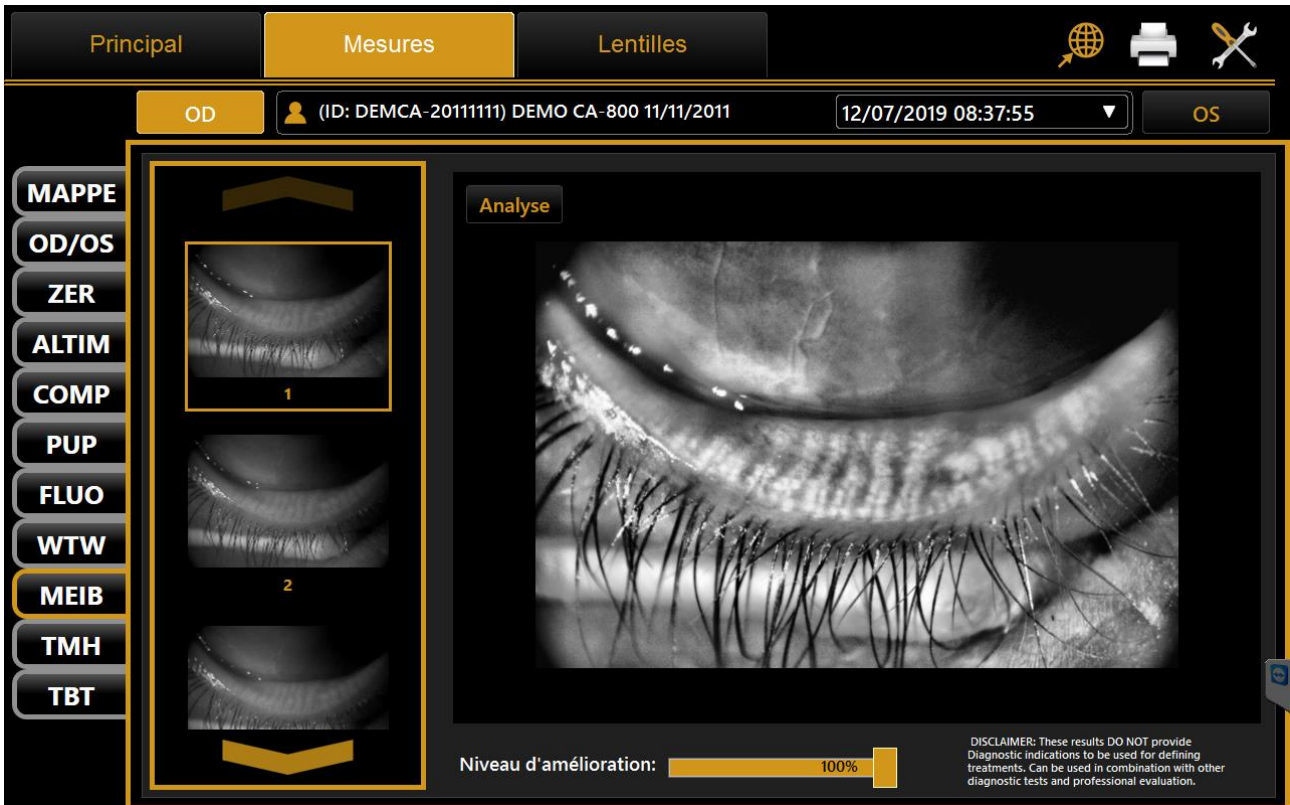 Principal
Mesures
Lentilles
OD
(ID: DEMCA-20111111) DEMO CA-800 11/11/2011
12/07/2019 08:37:55
OS
MAPPE
OD/OS
ZER
ALTIM
COMP
PUP
FLUO
WTW
MEIB
TMH
TBT
1
2
Analyse
Niveau d'amélioration:
100%
DISCLAIMER: These results DO NOT provide
Diagnostic indications to be used for defining
treatments. Can be used in combination with other
diagnostic tests and professional evaluation.